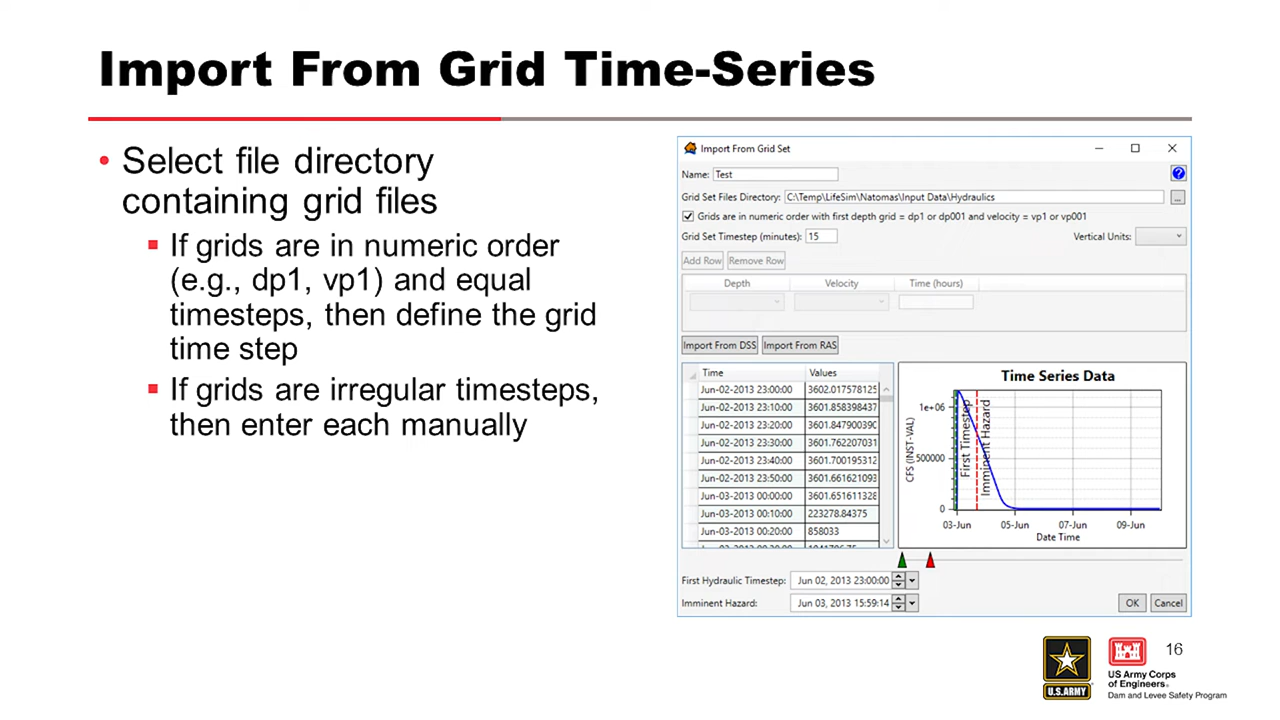 Import From Grid Time-Series
• Select file directory
containing grid files
▪ If grids are in numeric order
(e.g., dp1, vp1) and equal
timesteps, then define the grid
time step
▪ If grids are irregular timesteps,
then enter each manually
Import From Grid Set
Name: Test
Grid Set Files Directory: C:\Temp\LifeSim\Natomas\Input Data\Hydraulics ...
Grids are in numeric order with first depth grid = dp1 or dp001 and velocity = vp1 or vp001
Grid Set Timestep (minutes): 15 Vertical Units:
Add Row Remove Row
Depth Velocity Time (hours)
Import From DSS Import From RAS
Time Values
Jun-02-2013 23:00:00 3602.017578125
Jun-02-2013 23:10:00 3601.858398437
Jun-02-2013 23:20:00 3601.847900390
Jun-02-2013 23:30:00 3601.762207031
Jun-02-2013 23:40:00 3601.700195312
Jun-02-2013 23:50:00 3601.661621093
Jun-03-2013 00:00:00 3601.651611328
Jun-03-2013 00:10:00 223278.84375
Jun-03-2013 00:20:00 858033
Time Series Data
CFS (INST-VAL)
1e+06
500000
0
First Timestep
Imminent Hazard
03-Jun 05-Jun 07-Jun 09-Jun
Date Time
First Hydraulic Timestep: Jun 02, 2013 23:00:00
Imminent Hazard: Jun 03, 2013 15:59:14
OK Cancel
16
U.S.ARMY
US Army Corps
of Engineers®
Dam and Levee Safety Program